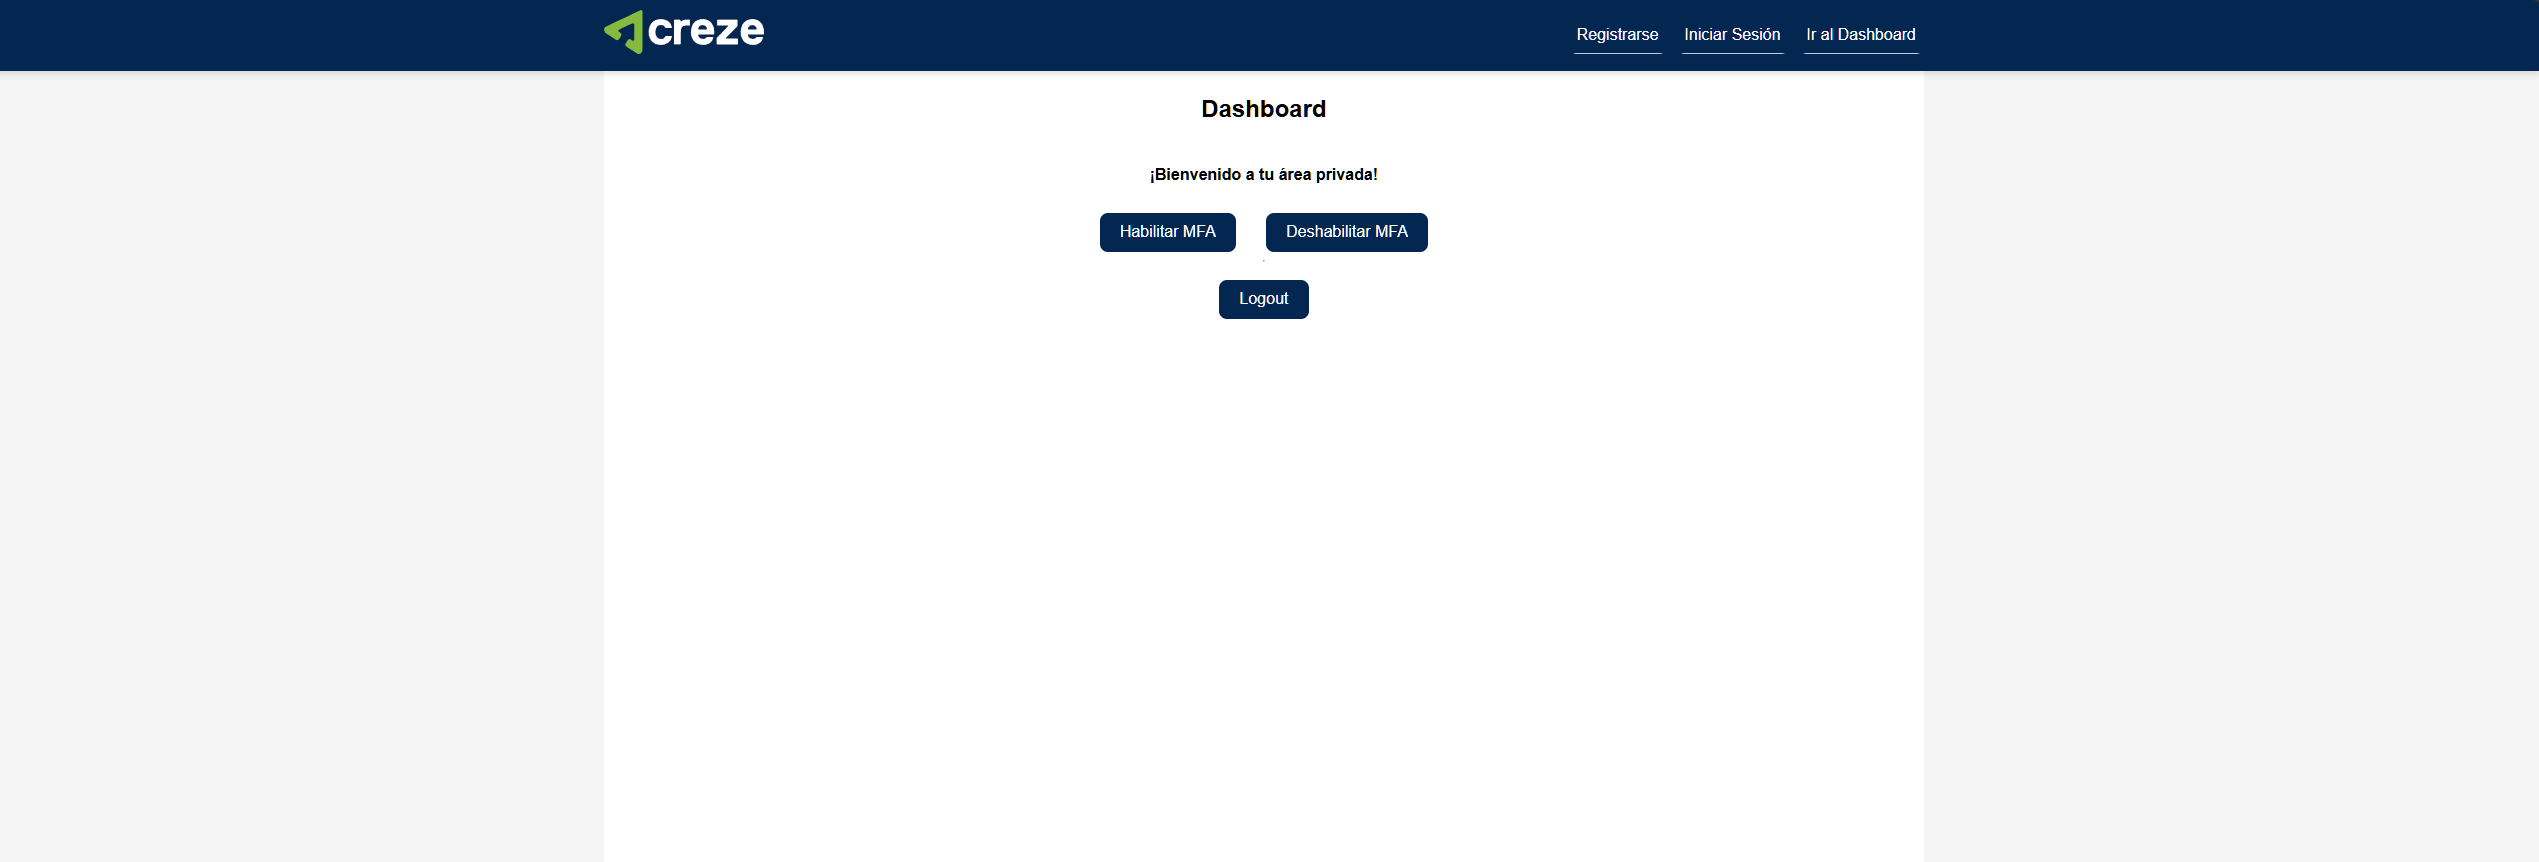 creze
Registrarse Iniciar Sesión Ir al Dashboard
Dashboard
¡Bienvenido a tu área privada!
Habilitar MFA Deshabilitar MFA
Logout